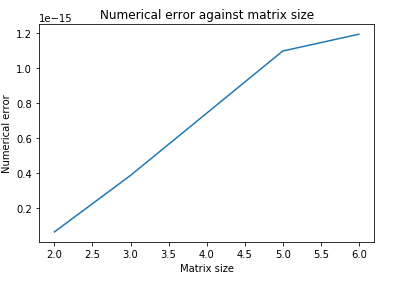 Numerical error against matrix size
1e−15
1.2
1.0
0.8
0.6
0.4
0.2
Numerical error
2.0 2.5 3.0 3.5 4.0 4.5 5.0 5.5 6.0
Matrix size